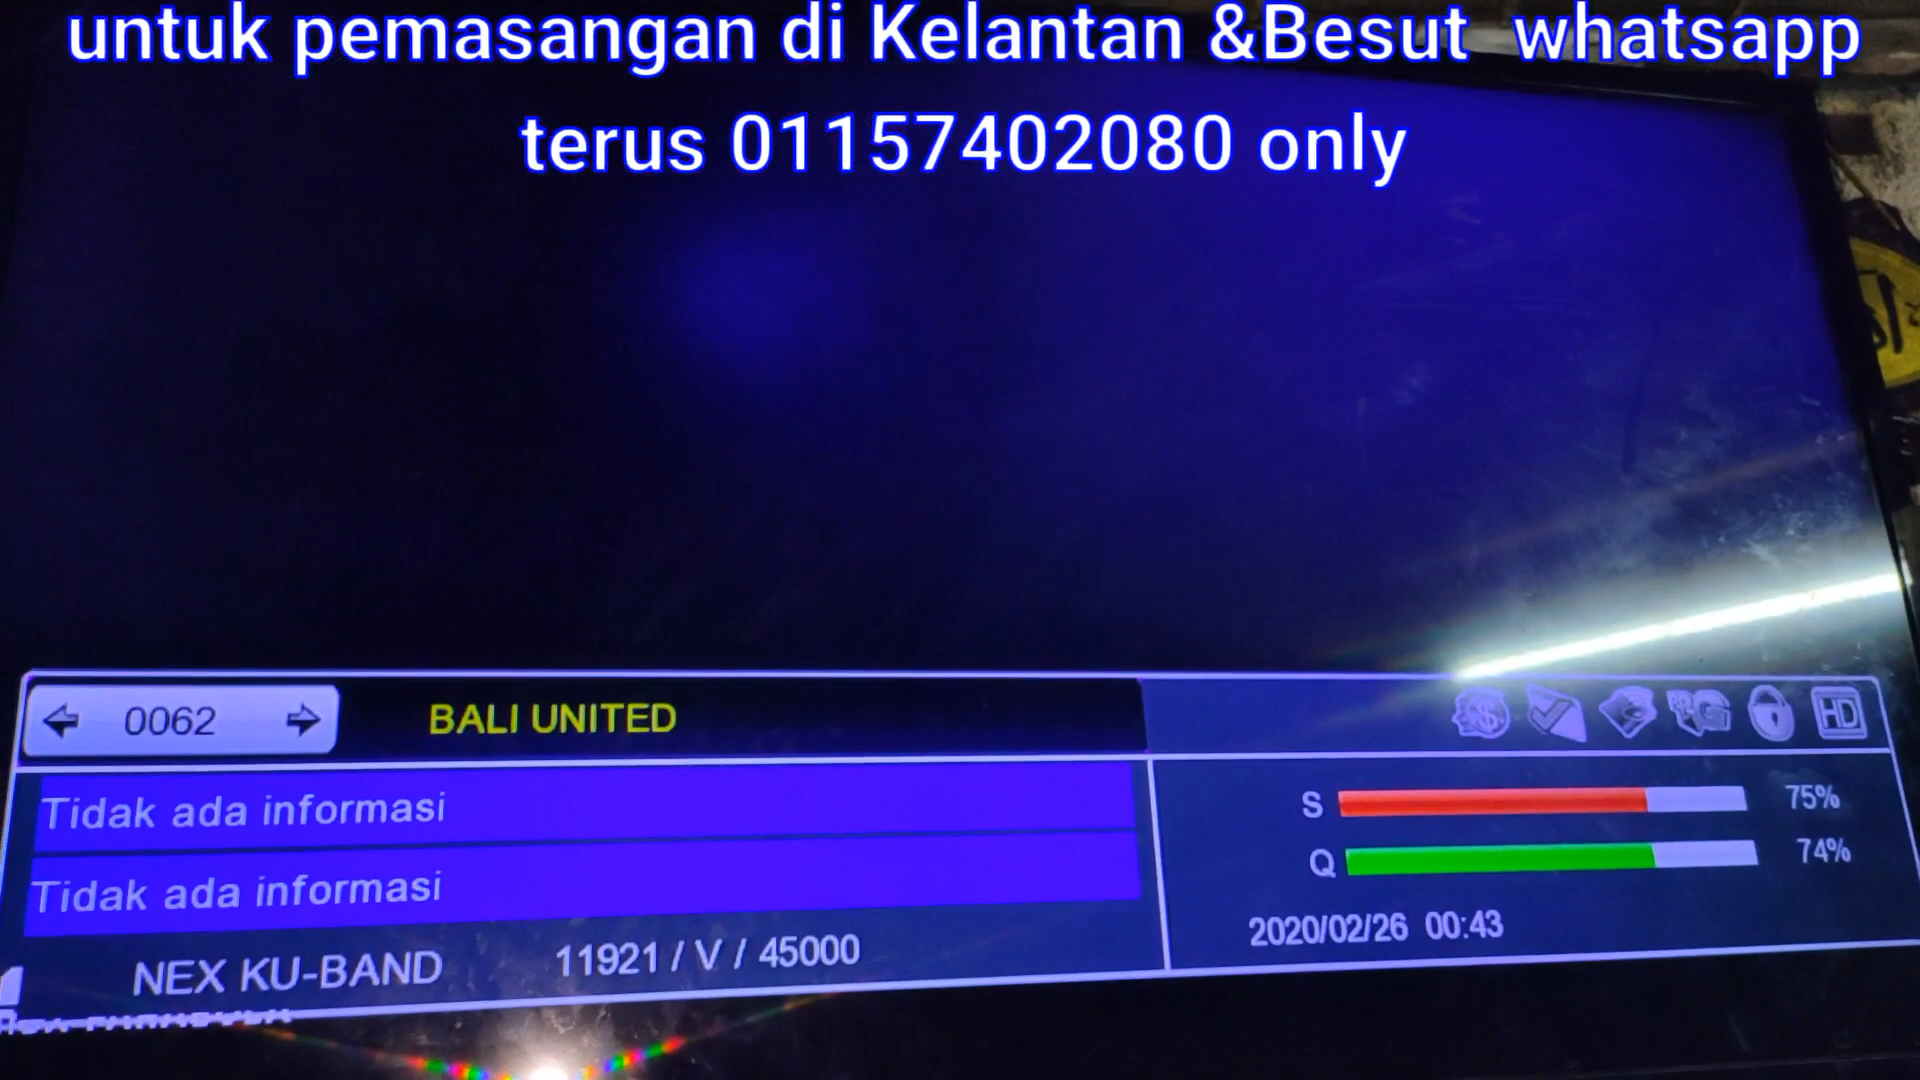 untuk pemasangan di Kelantan &Besut whatsapp
terus 01157402080 only
0062 BALI UNITED HD
Tidak ada informasi
S 75%
Tidak ada informasi
Q 74%
2020/02/26 00:43
NEX KU-BAND 11921 / V / 45000